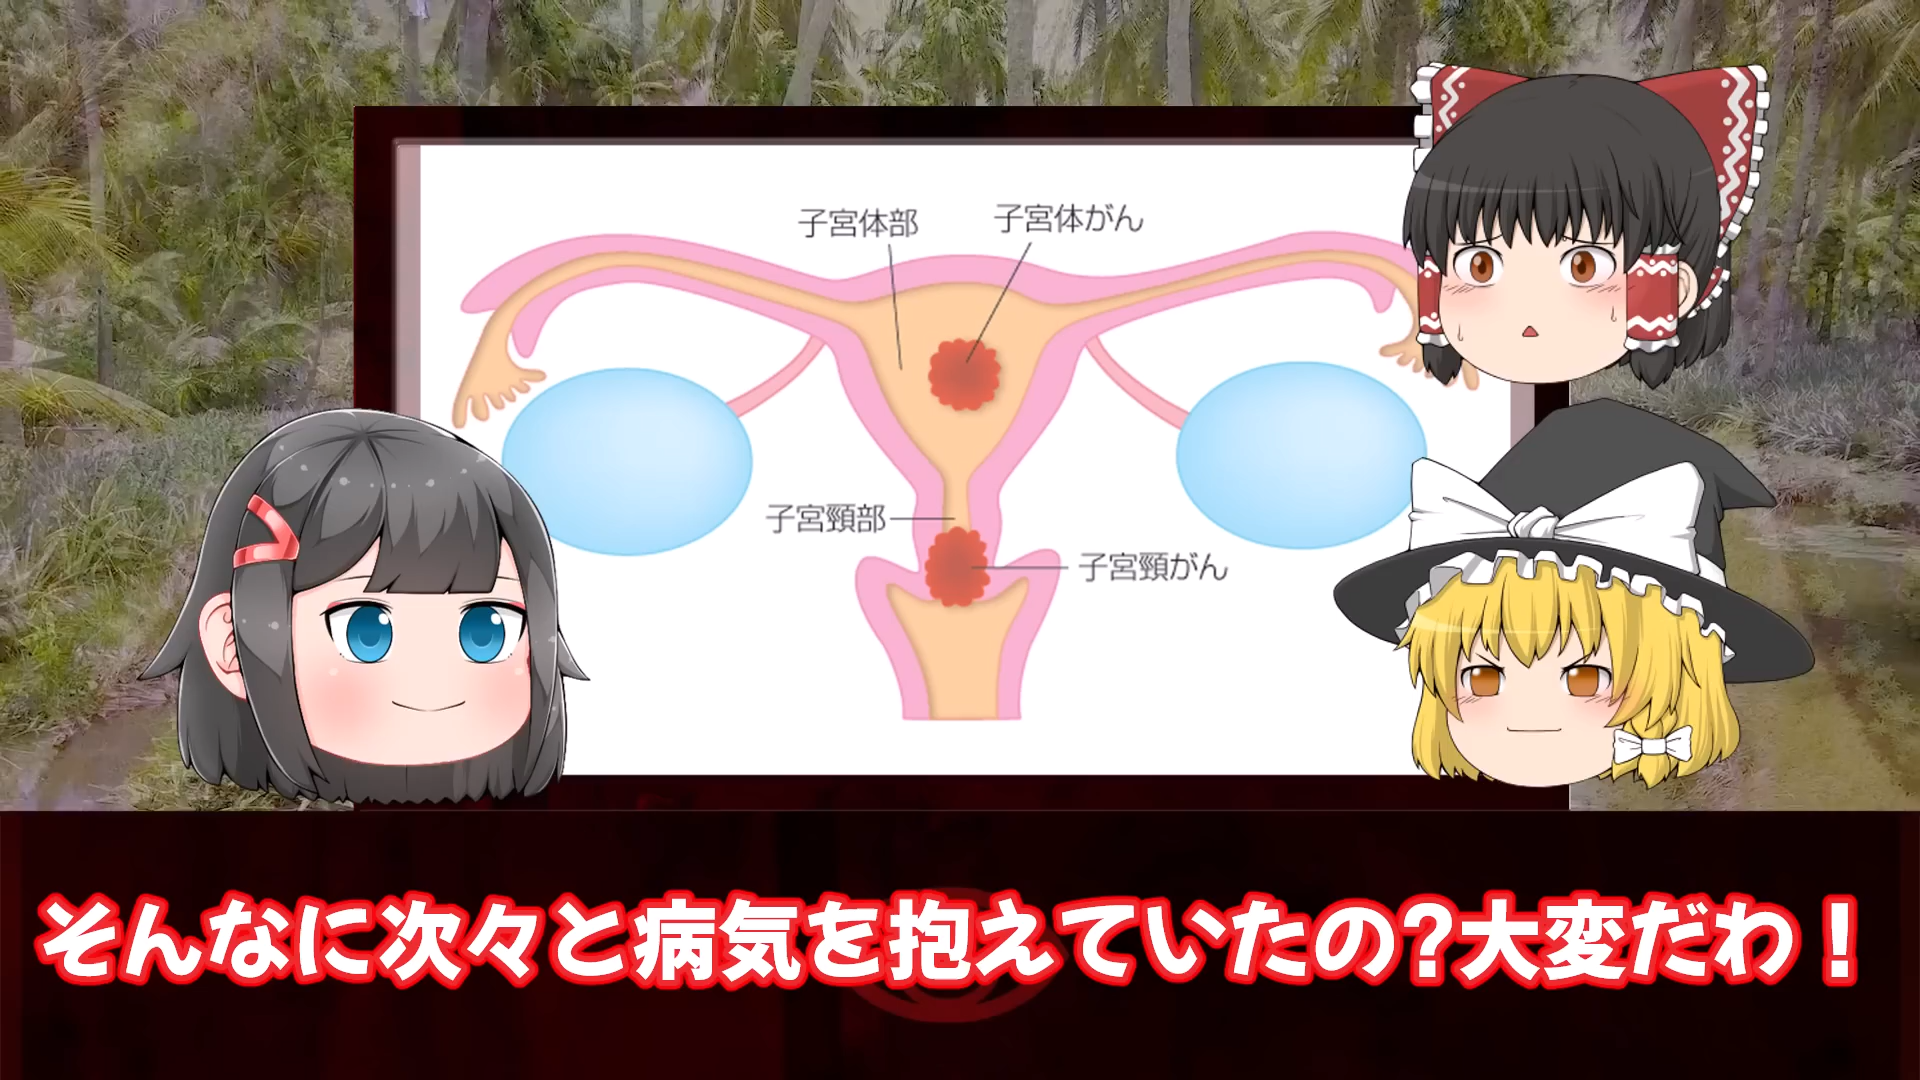 子宮体部
子宮体がん
子宮頸部
子宮頸がん
そんなに次々と病気を抱えていたの?大変だわ！